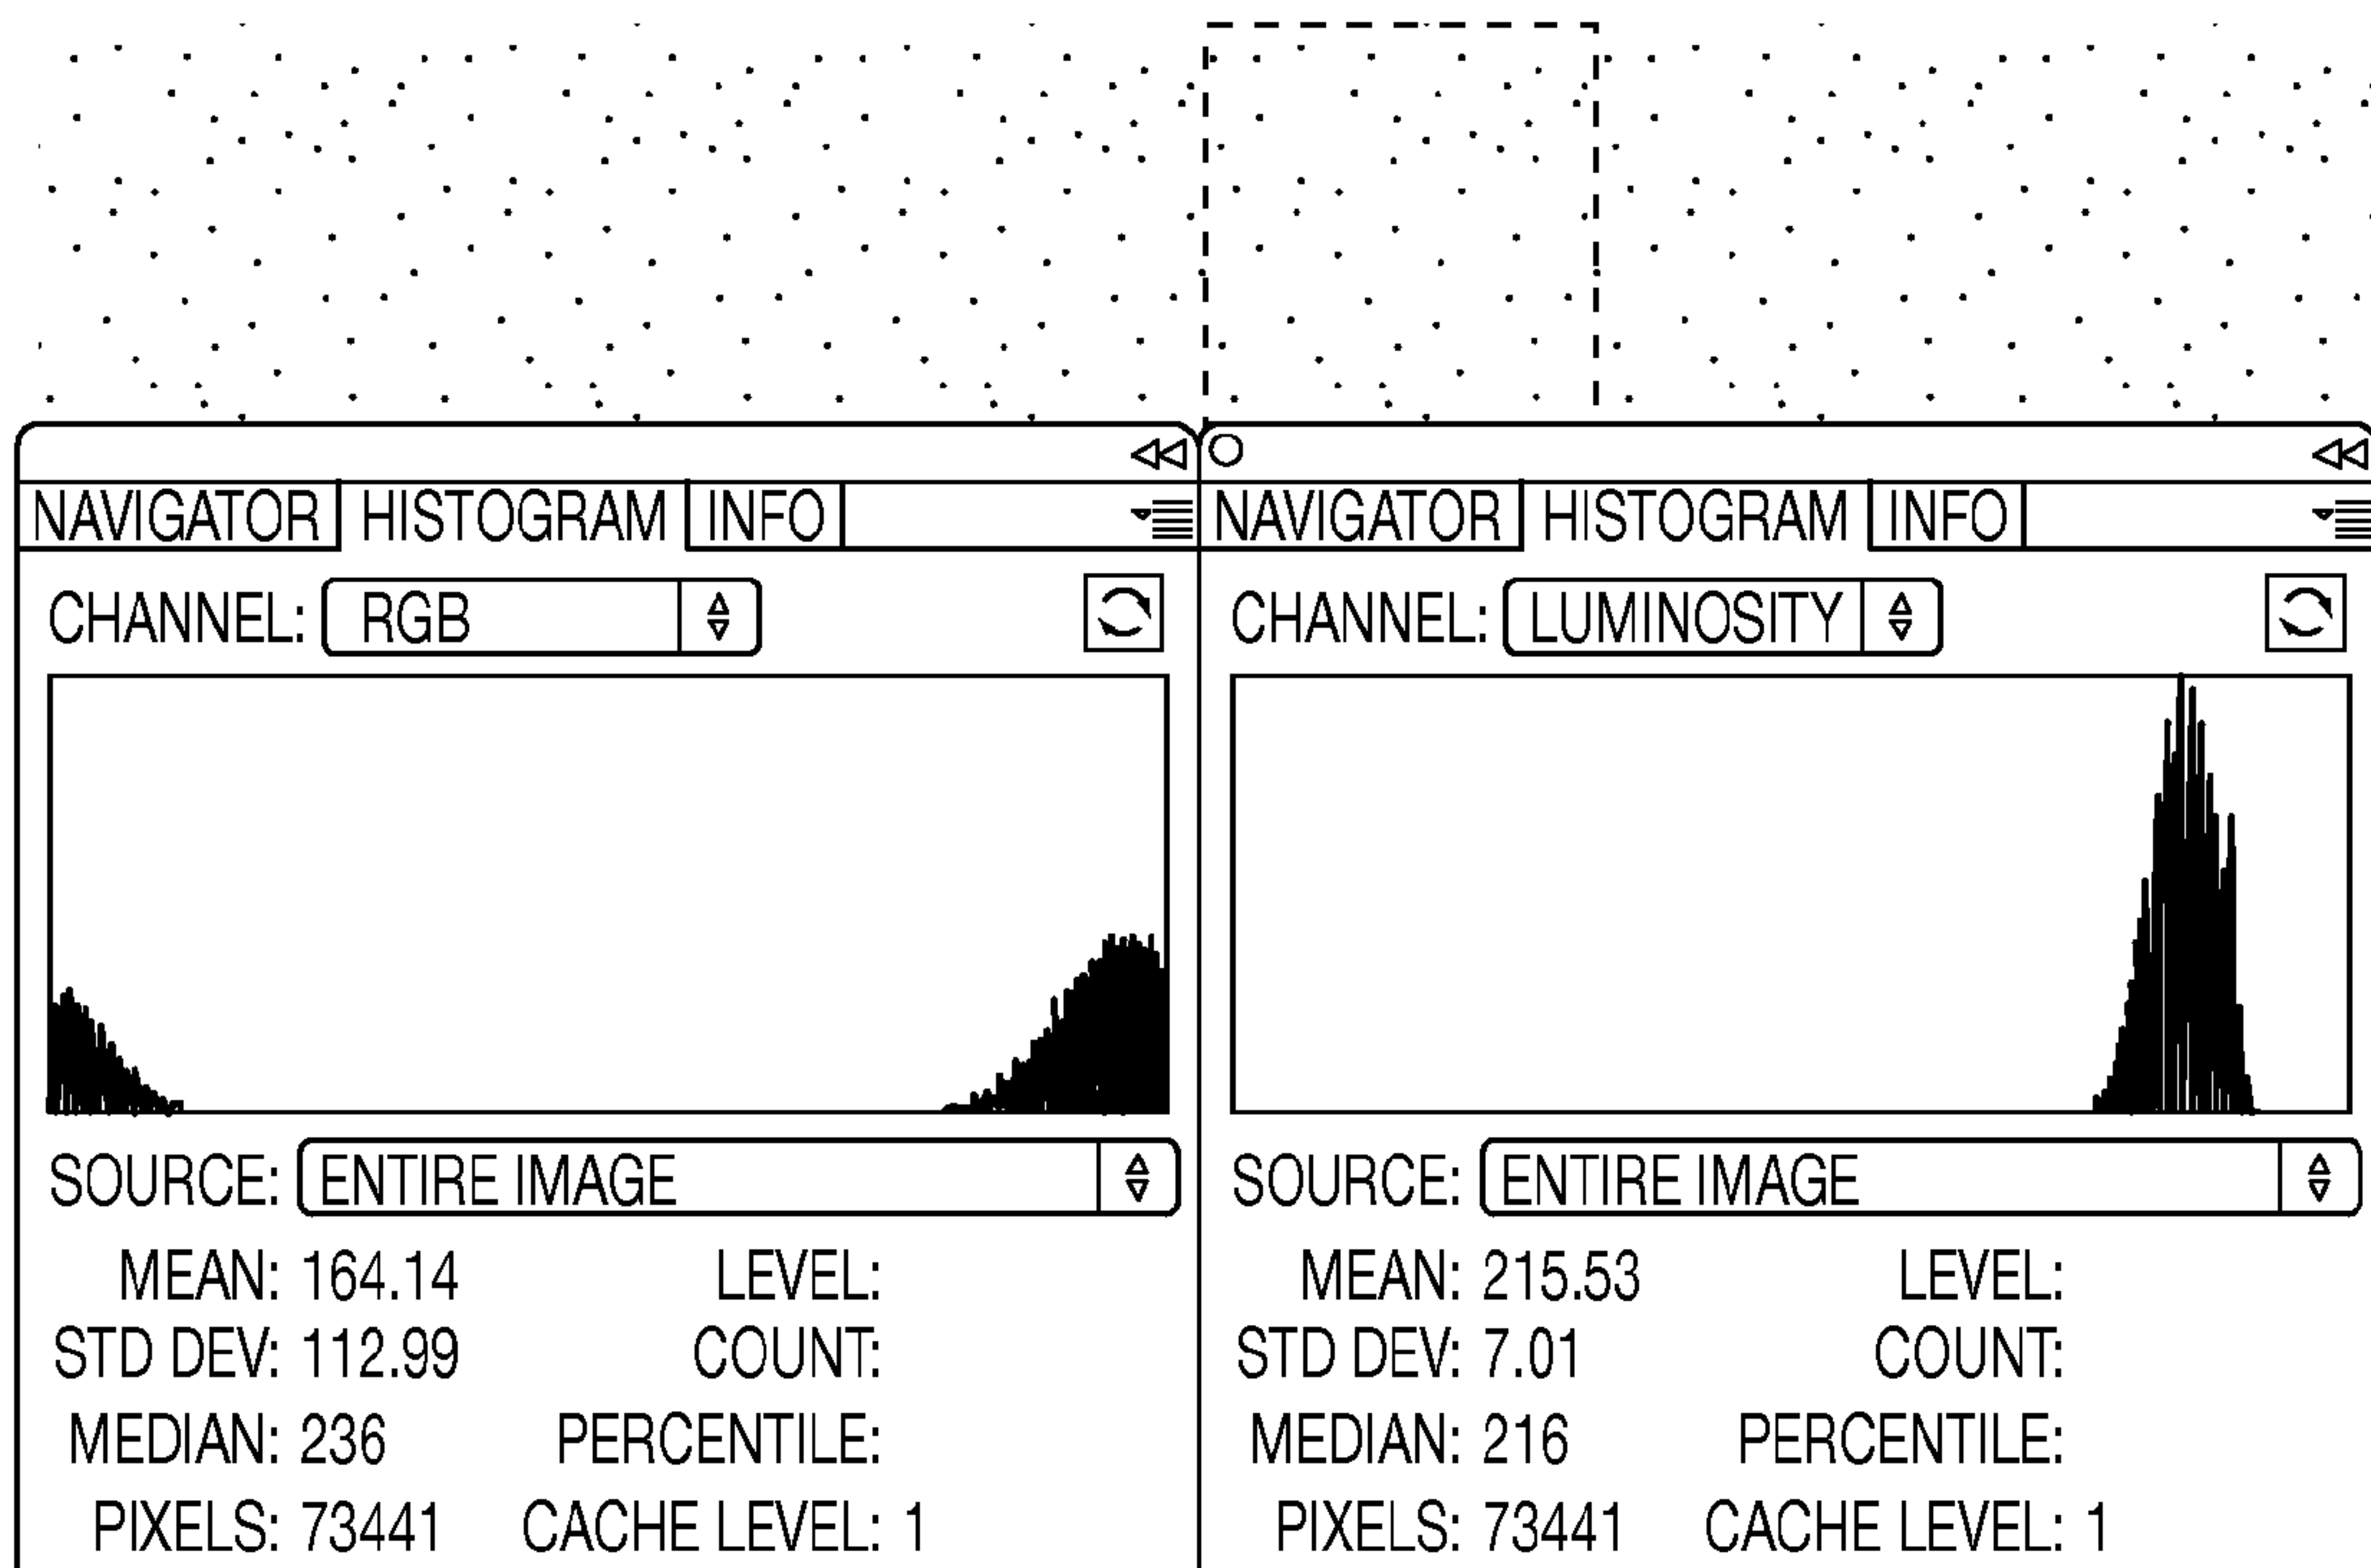 NAVIGATOR HISTOGRAM INFO
CHANNEL: RGB
SOURCE: ENTIRE IMAGE
MEAN: 164.14 LEVEL:
STD DEV: 112.99 COUNT:
MEDIAN: 236 PERCENTILE:
PIXELS: 73441 CACHE LEVEL: 1
NAVIGATOR HISTOGRAM INFO
CHANNEL: LUMINOSITY
SOURCE: ENTIRE IMAGE
MEAN: 215.53 LEVEL:
STD DEV: 7.01 COUNT:
MEDIAN: 216 PERCENTILE:
PIXELS: 73441 CACHE LEVEL: 1